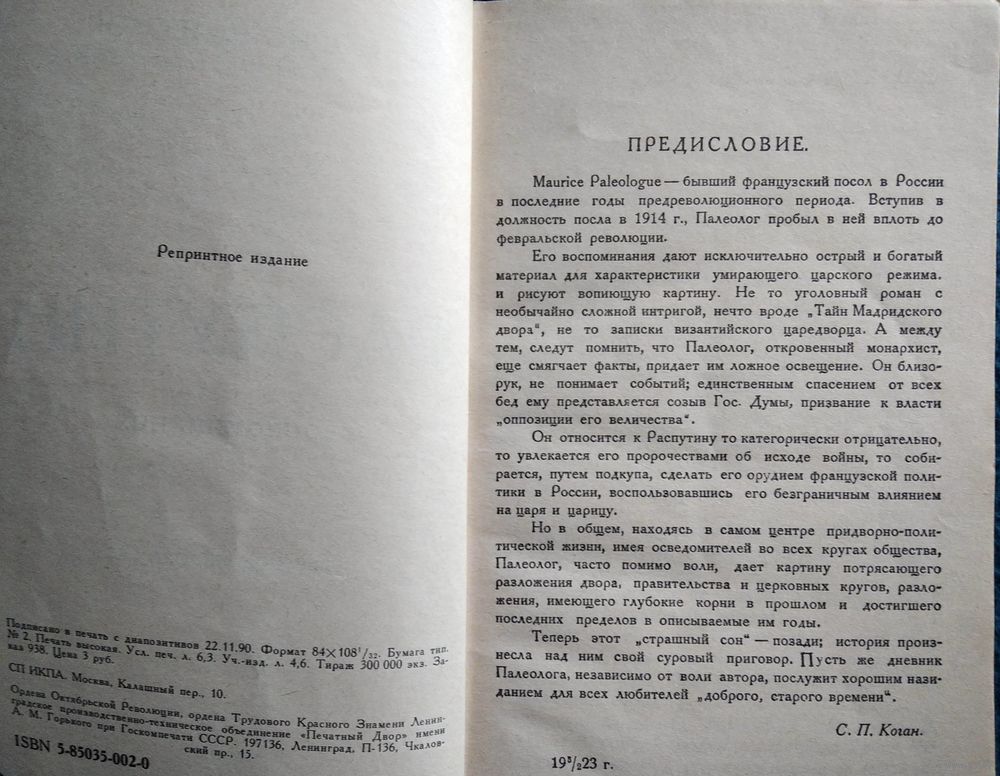 Репринтное издание
Подписано в печать с диапозитивов 22.11.90. Формат 84×108¹/₃₂. Бумага тип.
№ 2. Печать высокая. Усл. печ. л. 6,3. Уч.-изд. л. 4,6. Тираж 300 000 экз. За-
каз 938. Цена 3 руб.
СП ИКПА. Москва, Калашный пер., 10.
Ордена Октябрьской Революции, ордена Трудового Красного Знамени Ленин-
градское производственно-техническое объединение «Печатный Двор» имени
А. М. Горького при Госкомпечати СССР. 197136, Ленинград, П-136, Чкалов-
ский пр., 15.
ISBN 5-85035-002-0
ПРЕДИСЛОВИЕ.
Maurice Paleologue — бывший французский посол в России
в последние годы предреволюционного периода. Вступив в
должность посла в 1914 г., Палеолог пробыл в ней вплоть до
февральской революции.
Его воспоминания дают исключительно острый и богатый
материал для характеристики умирающего царского режима.
и рисуют вопиющую картину. Не то уголовный роман с
необычайно сложной интригой, нечто вроде „Тайн Мадридского
двора“, не то записки византийского царедворца. А между
тем, следует помнить, что Палеолог, откровенный монархист,
еще смягчает факты, придает им ложное освещение. Он близо-
рук, не понимает событий; единственным спасением от всех
бед ему представляется созыв Гос. Думы, призвание к власти
„оппозиции его величества“.
Он относится к Распутину то категорически отрицательно,
то увлекается его пророчествами об исходе войны, то соби-
рается, путем подкупа, сделать его орудием французской поли-
тики в России, воспользовавшись его безграничным влиянием
на царя и царицу.
Но в общем, находясь в самом центре придворно-поли-
тической жизни, имея осведомителей во всех кругах общества,
Палеолог, часто помимо воли, дает картину потрясающего
разложения двора, правительства и церковных кругов, разло-
жения, имеющего глубокие корни в прошлом и достигшего
последних пределов в описываемые им годы.
Теперь этот „страшный сон“ — позади; история произ-
несла над ним свой суровый приговор. Пусть же дневник
Палеолога, независимо от воли автора, послужит хорошим нази-
данием для всех любителей „доброго, старого времени“.
С. П. Коган.
19⁵/₂23 г.